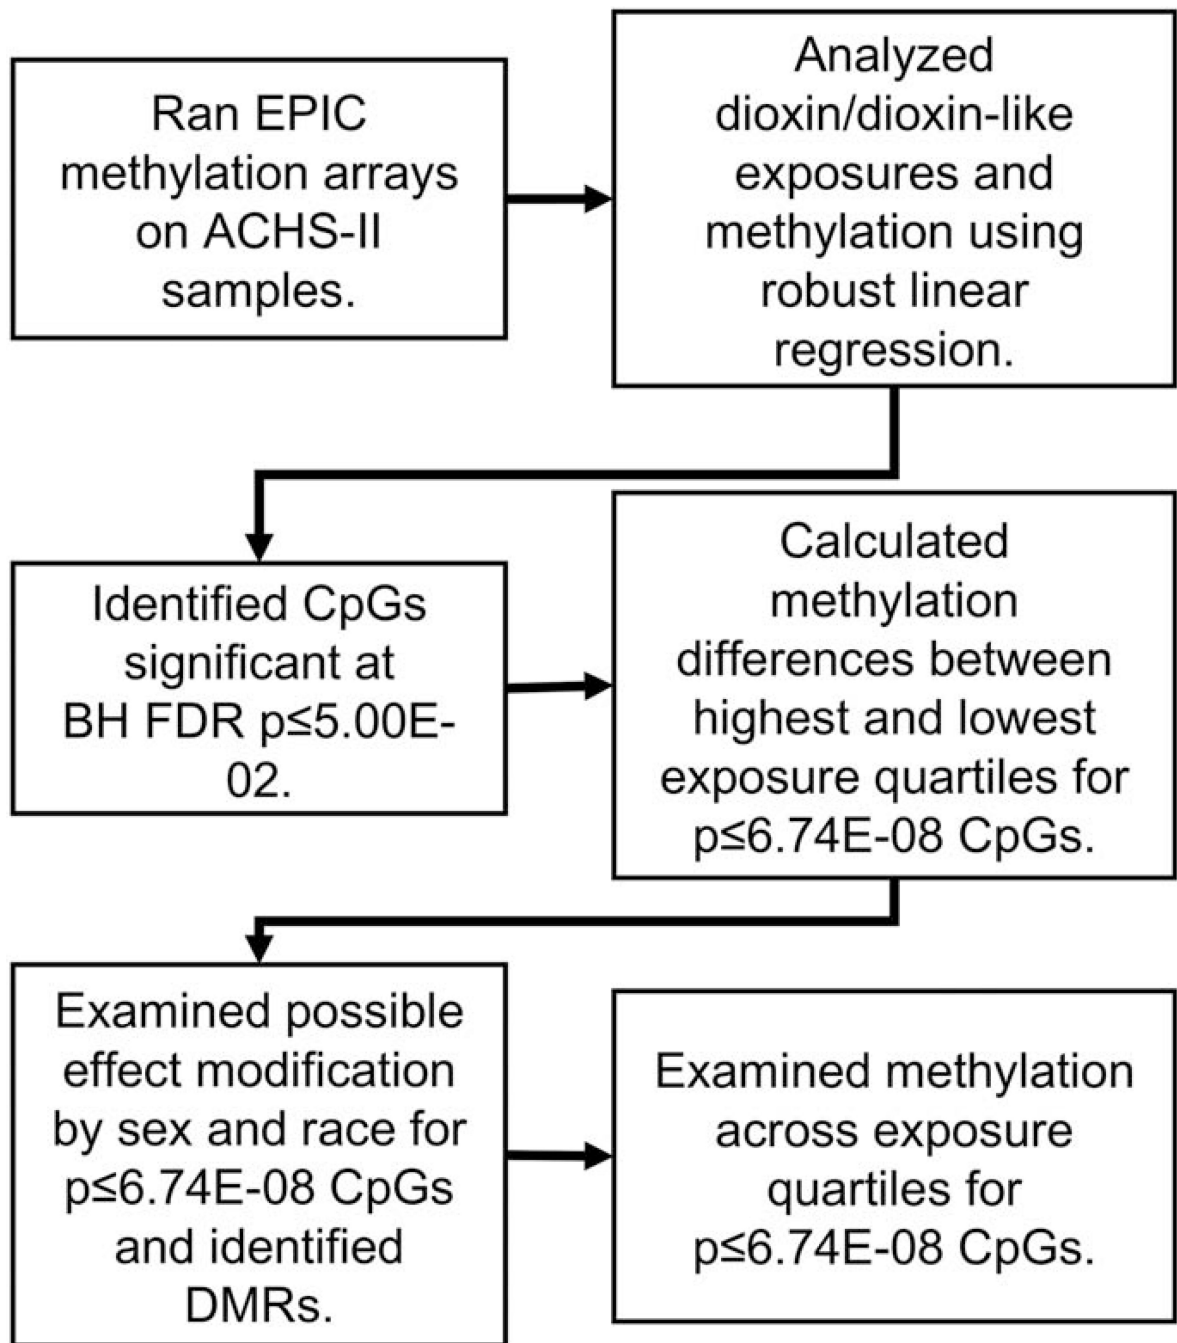 Ran EPIC
methylation arrays
on ACHS-II
samples.
Analyzed
dioxin/dioxin-like
exposures and
methylation using
robust linear
regression.
Identified CpGs
significant at
BH FDR p≤5.00E-
02.
Calculated
methylation
differences between
highest and lowest
exposure quartiles for
p≤6.74E-08 CpGs.
Examined possible
effect modification
by sex and race for
p≤6.74E-08 CpGs
and identified
DMRs.
Examined methylation
across exposure
quartiles for
p≤6.74E-08 CpGs.